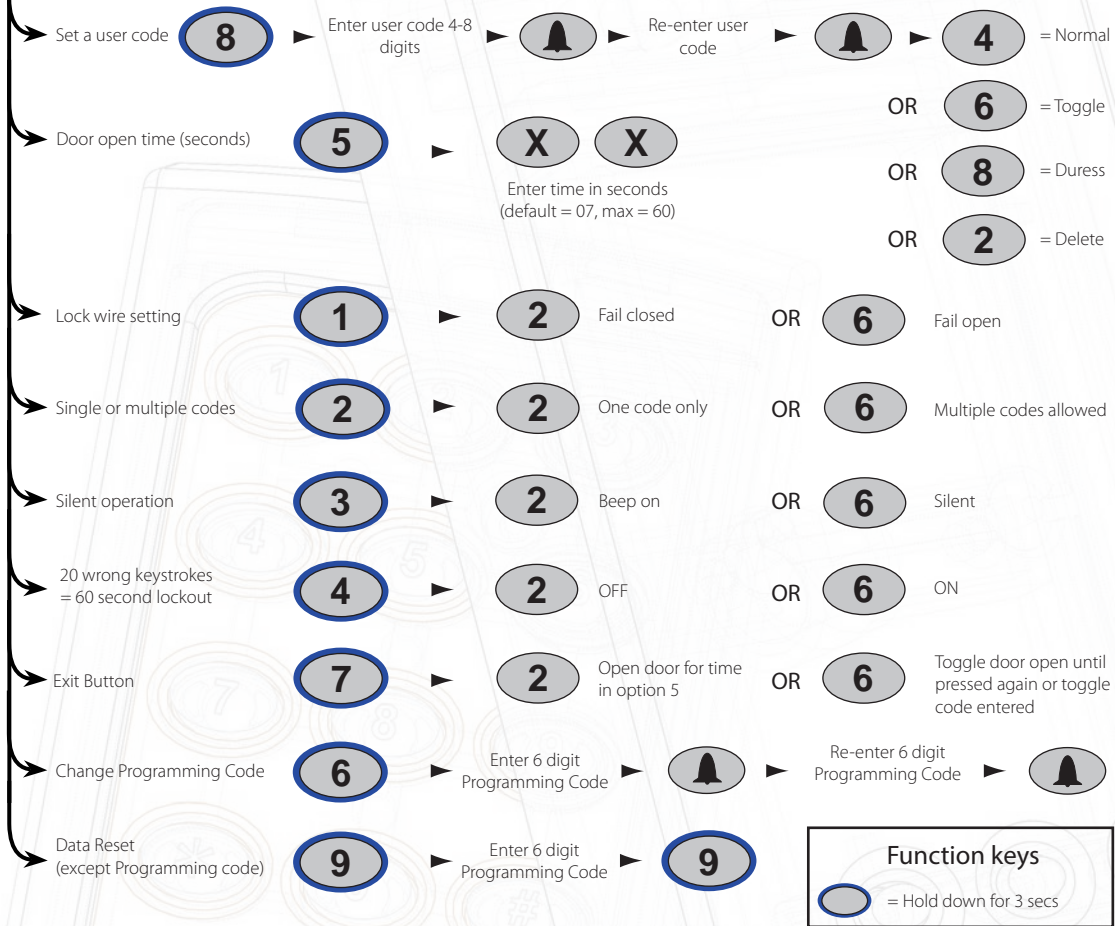 Set a user code 8 Enter user code 4-8 digits Re-enter user code 4 = Normal
OR 6 = Toggle
Door open time (seconds) 5 X X
OR 8 = Duress
Enter time in seconds
(default = 07, max = 60)
OR 2 = Delete
Lock wire setting 1 2 Fail closed OR 6 Fail open
Single or multiple codes 2 2 One code only OR 6 Multiple codes allowed
Silent operation 3 2 Beep on OR 6 Silent
20 wrong keystrokes
= 60 second lockout 4 2 OFF OR 6 ON
Exit Button 7 2 Open door for time
in option 5 OR 6 Toggle door open until
pressed again or toggle
code entered
Change Programming Code 6 Enter 6 digit
Programming Code Re-enter 6 digit
Programming Code
Data Reset
(except Programming code) 9 Enter 6 digit
Programming Code 9
Function keys
= Hold down for 3 secs
1
4
5
7
8
*
#